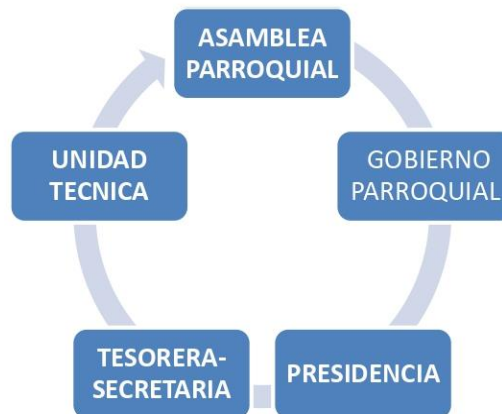 ASAMBLEA
PARROQUIAL
GOBIERNO
PARROQUIAL
PRESIDENCIA
TESORERA-
SECRETARIA
UNIDAD
TECNICA